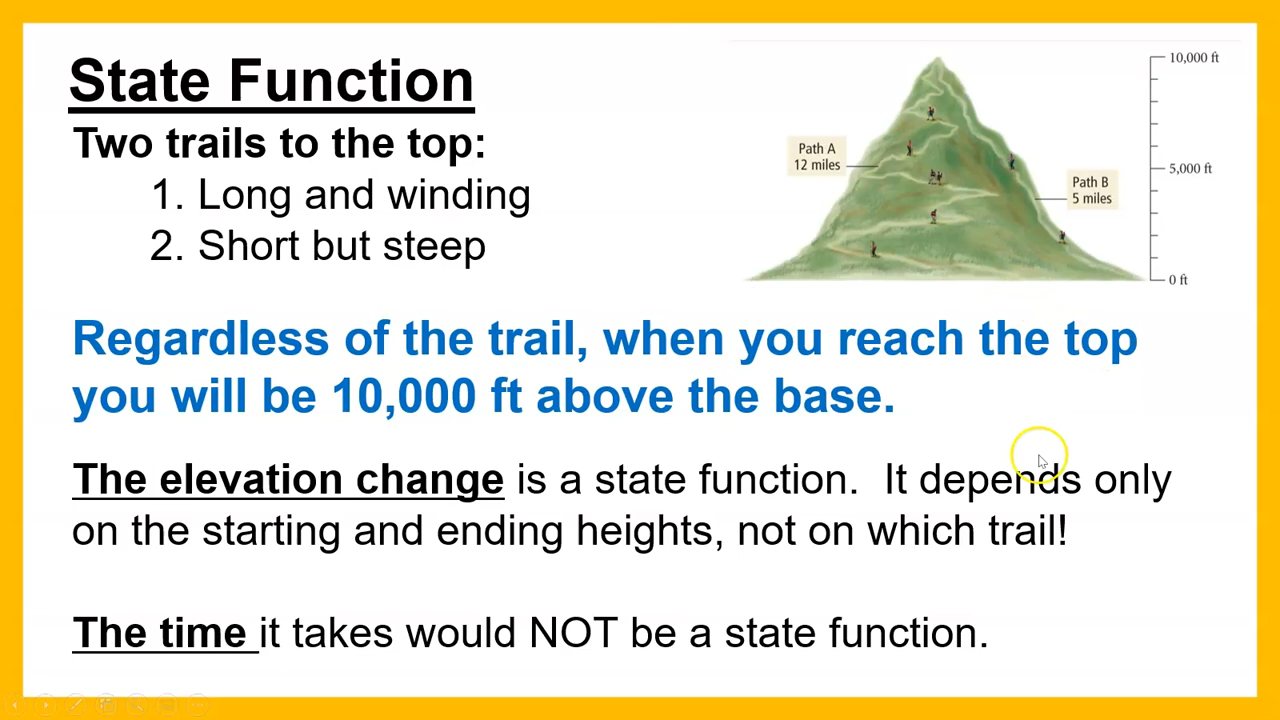 State Function
Two trails to the top:
1. Long and winding
2. Short but steep
Path A
12 miles
Path B
5 miles
10,000 ft
5,000 ft
0 ft
Regardless of the trail, when you reach the top
you will be 10,000 ft above the base.
The elevation change is a state function.  It depends only
on the starting and ending heights, not on which trail!
The time it takes would NOT be a state function.